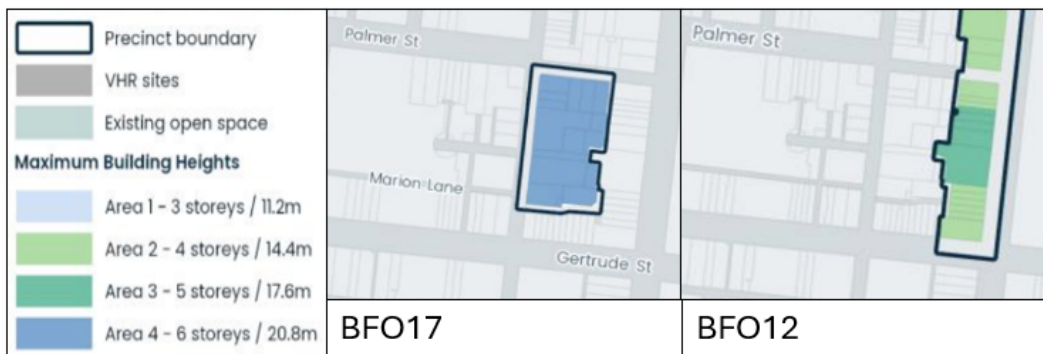 Precinct boundary
VHR sites
Existing open space
Maximum Building Heights
Area 1 - 3 storeys / 11.2m
Area 2 - 4 storeys / 14.4m
Area 3 - 5 storeys / 17.6m
Area 4 - 6 storeys / 20.8m
Palmer St
Marion Lane
Gertrude St
BFO17
Palmer St
BFO12